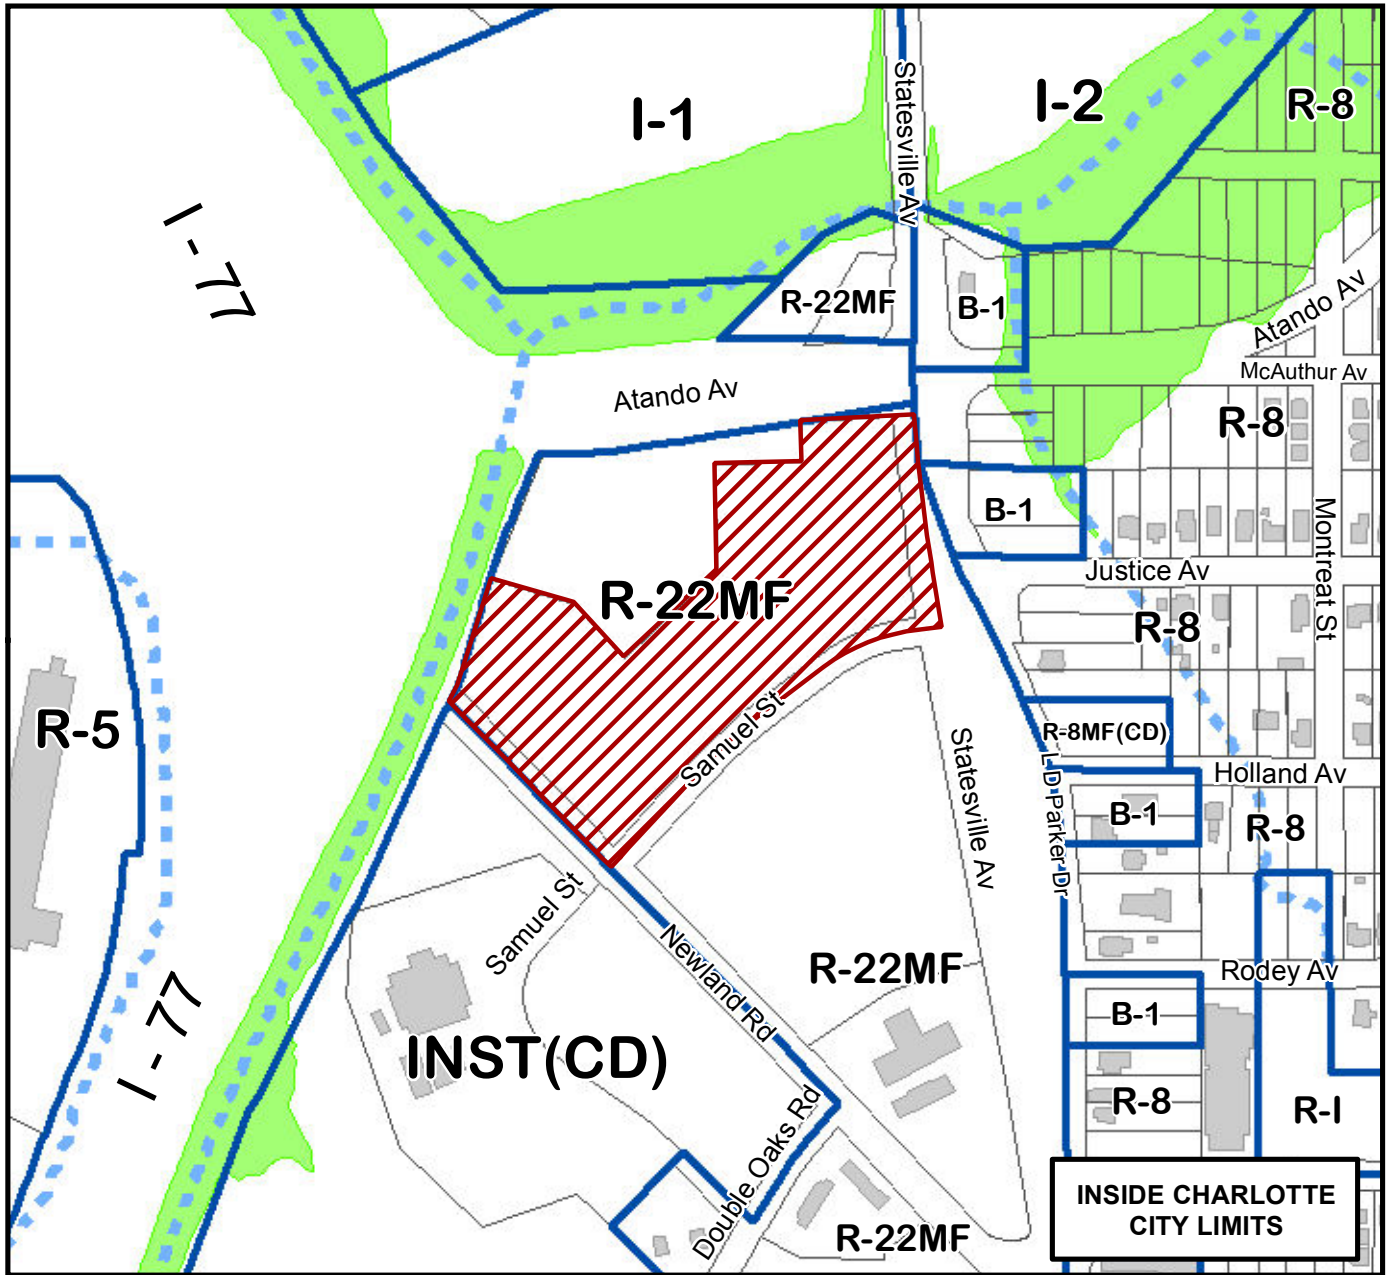 I-1
I-2
R-8
Statesville Av
I - 77
R-22MF
B-1
Atando Av
Atando Av
McAuthur Av
R-8
B-1
Montreat St
Justice Av
R-22MF
R-8
R-5
Samuel St
R-8MF(CD)
Statesville Av
L D Parker Dr
Holland Av
B-1
R-8
Samuel St
Newland Rd
R-22MF
Rodey Av
I - 77
INST(CD)
B-1
R-8
R-I
Double Oaks Rd
R-22MF
INSIDE CHARLOTTE
CITY LIMITS